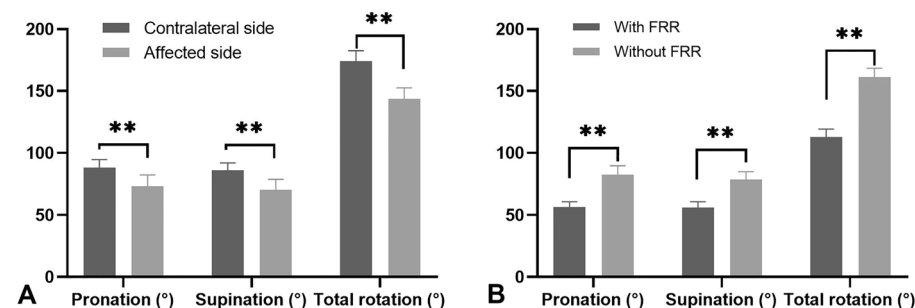 200
150
100
50
0
Contralateral side
Affected side
**
**
**
Pronation (°) Supination (°) Total rotation (°)
A
200
150
100
50
0
With FRR
Without FRR
**
**
**
Pronation (°) Supination (°) Total rotation (°)
B